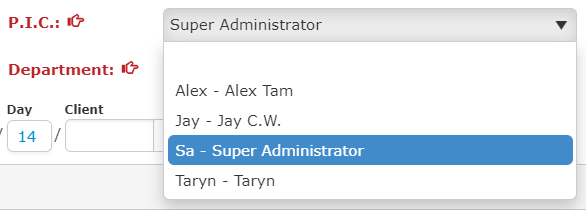 P.I.C.:
Super Administrator
Department:
Alex - Alex Tam
Jay - Jay C.W.
Sa - Super Administrator
Taryn - Taryn
Day Client
/ 14 /